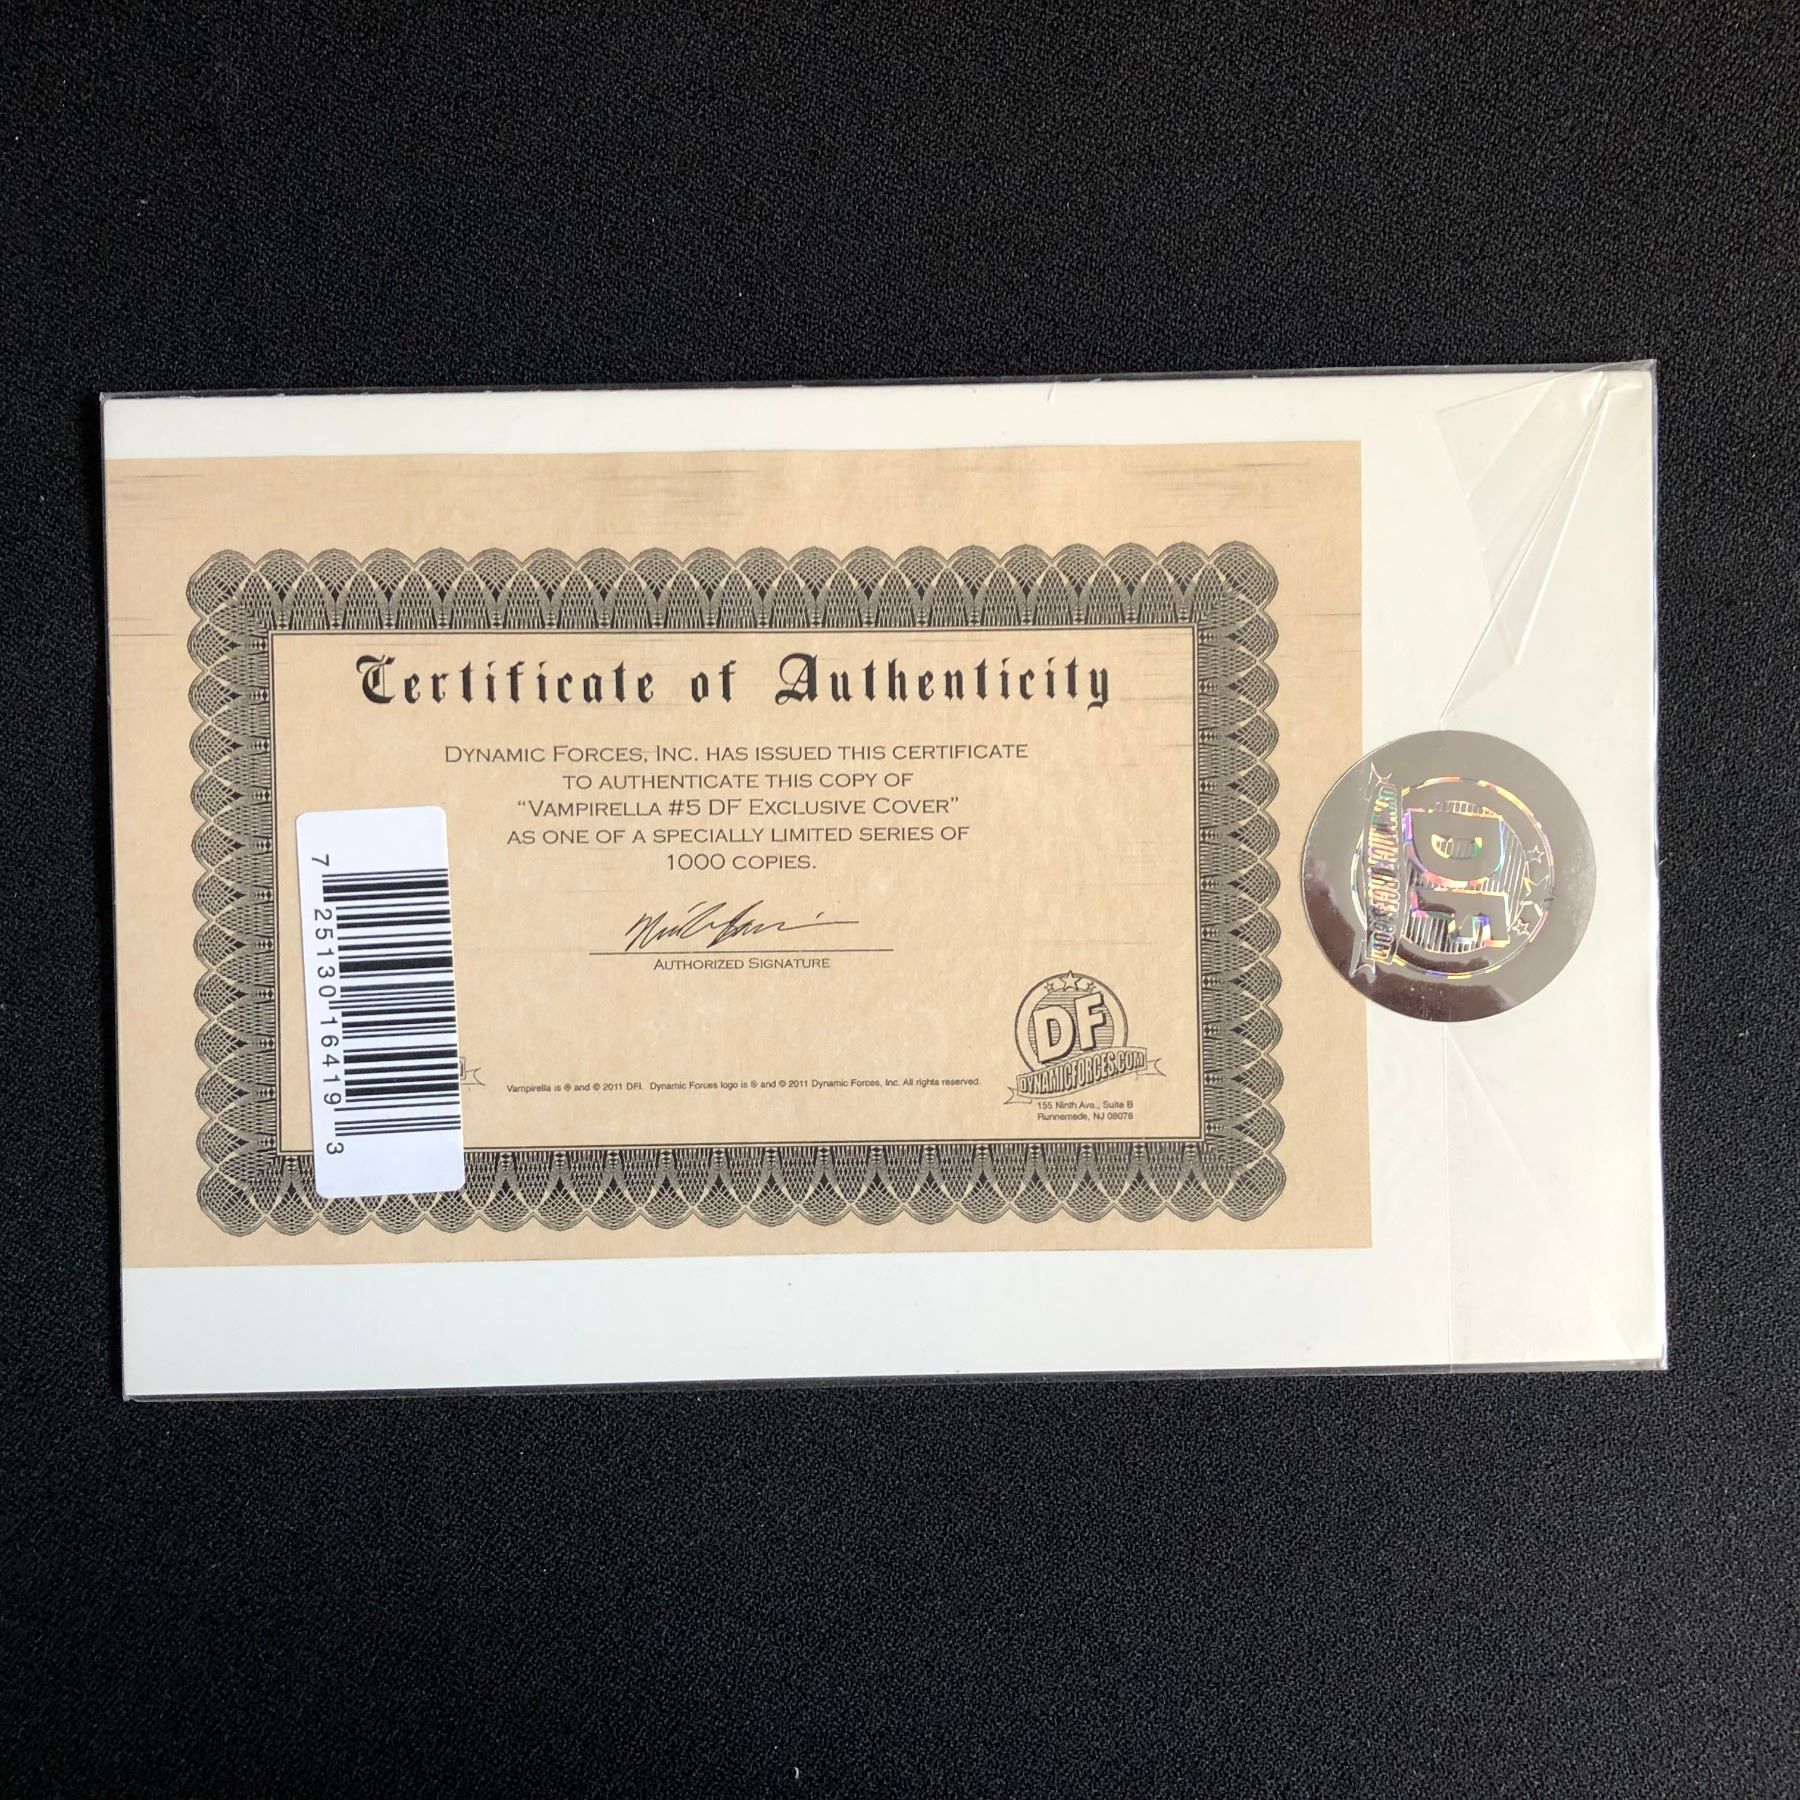 Certificate of Authenticity
DYNAMIC FORCES, INC. HAS ISSUED THIS CERTIFICATE
TO AUTHENTICATE THIS COPY OF
“VAMPIRELLA #5 DF EXCLUSIVE COVER”
AS ONE OF A SPECIALLY LIMITED SERIES OF
1000 COPIES.
AUTHORIZED SIGNATURE
DF
DYNAMICFORCES.COM
155 Ninth Ave., Suite B
Runnemede, NJ 08078
Vampirella is ® and © 2011 DFI. Dynamic Forces logo is ® and © 2011 Dynamic Forces, Inc. All rights reserved.
7 25130 16419 3
DF
DYNAMICFORCES.COM